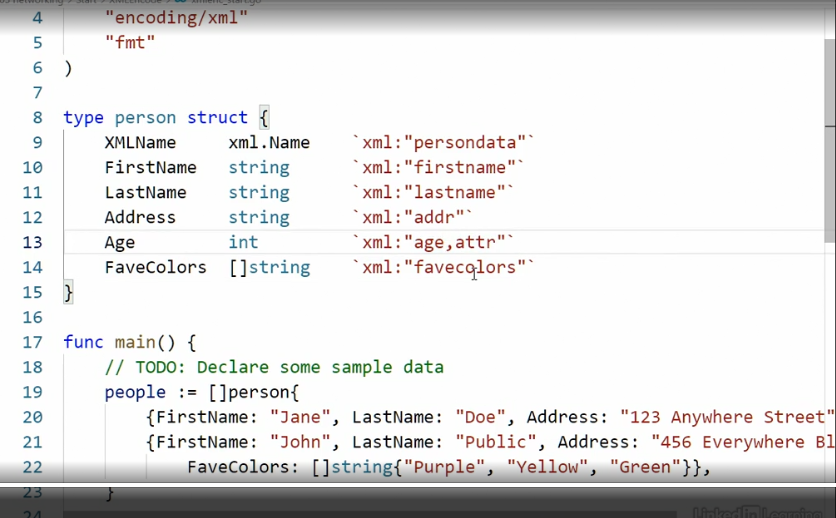 4 "encoding/xml"
5 "fmt"
6 )
7
8 type person struct {
9 XMLName xml.Name `xml:"persondata"`
10 FirstName string `xml:"firstname"`
11 LastName string `xml:"lastname"`
12 Address string `xml:"addr"`
13 Age int `xml:"age,attr"`
14 FaveColors []string `xml:"favecolors"`
15 }
16
17 func main() {
18 // TODO: Declare some sample data
19 people := []person{
20 {FirstName: "Jane", LastName: "Doe", Address: "123 Anywhere Street"
21 {FirstName: "John", LastName: "Public", Address: "456 Everywhere Bl
22 FaveColors: []string{"Purple", "Yellow", "Green"}},
23 }
24
LinkedIn Learning